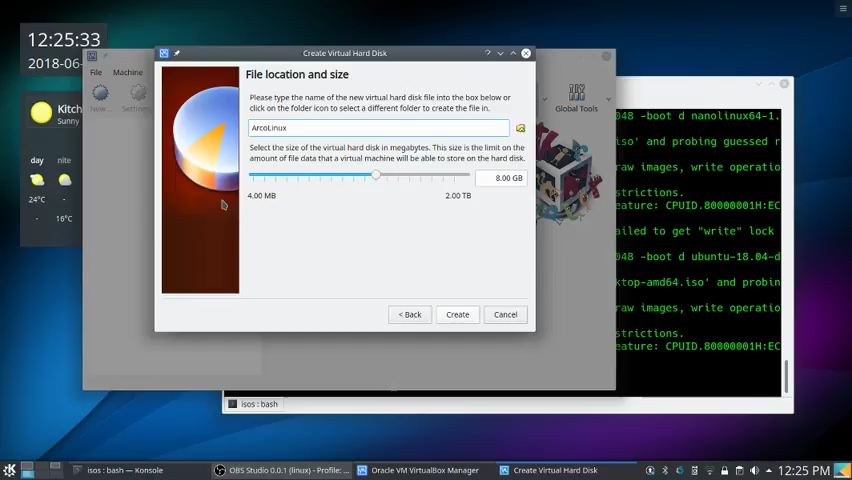 12:25:33
2018-06-
Kitch
Sunny
day
nite
24°C
-
-
16°C
File
Machine
New
Settings
Global Tools
Create Virtual Hard Disk
File location and size
Please type the name of the new virtual hard disk file into the box below or
click on the folder icon to select a different folder to create the file in.
ArcoLinux
Select the size of the virtual hard disk in megabytes. This size is the limit on the
amount of file data that a virtual machine will be able to store on the hard disk.
8.00 GB
4.00 MB
2.00 TB
< Back
Create
Cancel
048 -boot d nanolinux64-1.
iso' and probing guessed r
raw images, write operatio
strictions.
eature: CPUID.80000001H:EC
ailed to get "write" lock
048 -boot d ubuntu-18.04-d
ktop-amd64.iso' and probin
raw images, write operatio
strictions.
eature: CPUID.80000001H:EC
isos : bash
isos : bash — Konsole
OBS Studio 0.0.1 (linux) - Profile: ...
Oracle VM VirtualBox Manager
Create Virtual Hard Disk
12:25 PM